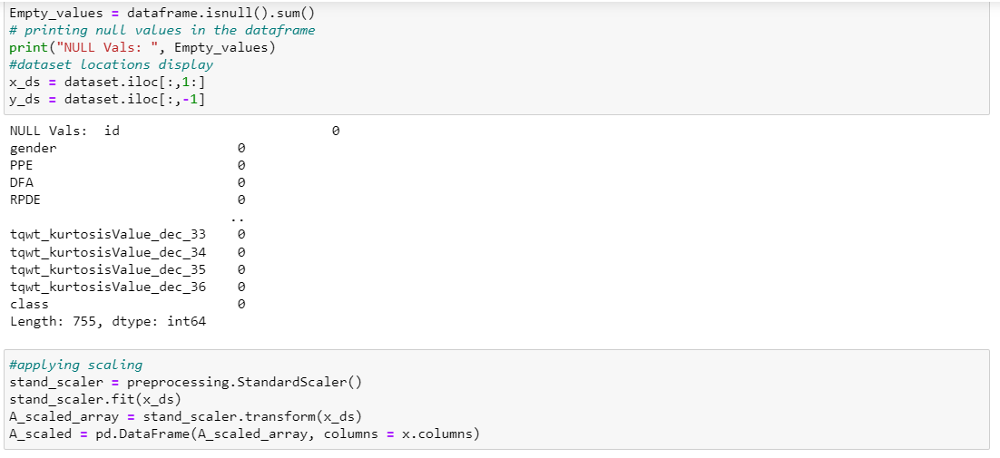 Empty_values = dataframe.isnull().sum()
# printing null values in the dataframe
print("NULL Vals: ", Empty_values)
#dataset locations display
x_ds = dataset.iloc[:,1:]
y_ds = dataset.iloc[:,-1]
NULL Vals:  id                            0
gender                      0
PPE                         0
DFA                         0
RPDE                        0
                           ..
tqwt_kurtosisValue_dec_33    0
tqwt_kurtosisValue_dec_34    0
tqwt_kurtosisValue_dec_35    0
tqwt_kurtosisValue_dec_36    0
class                       0
Length: 755, dtype: int64
#applying scaling
stand_scaler = preprocessing.StandardScaler()
stand_scaler.fit(x_ds)
A_scaled_array = stand_scaler.transform(x_ds)
A_scaled = pd.DataFrame(A_scaled_array, columns = x.columns)